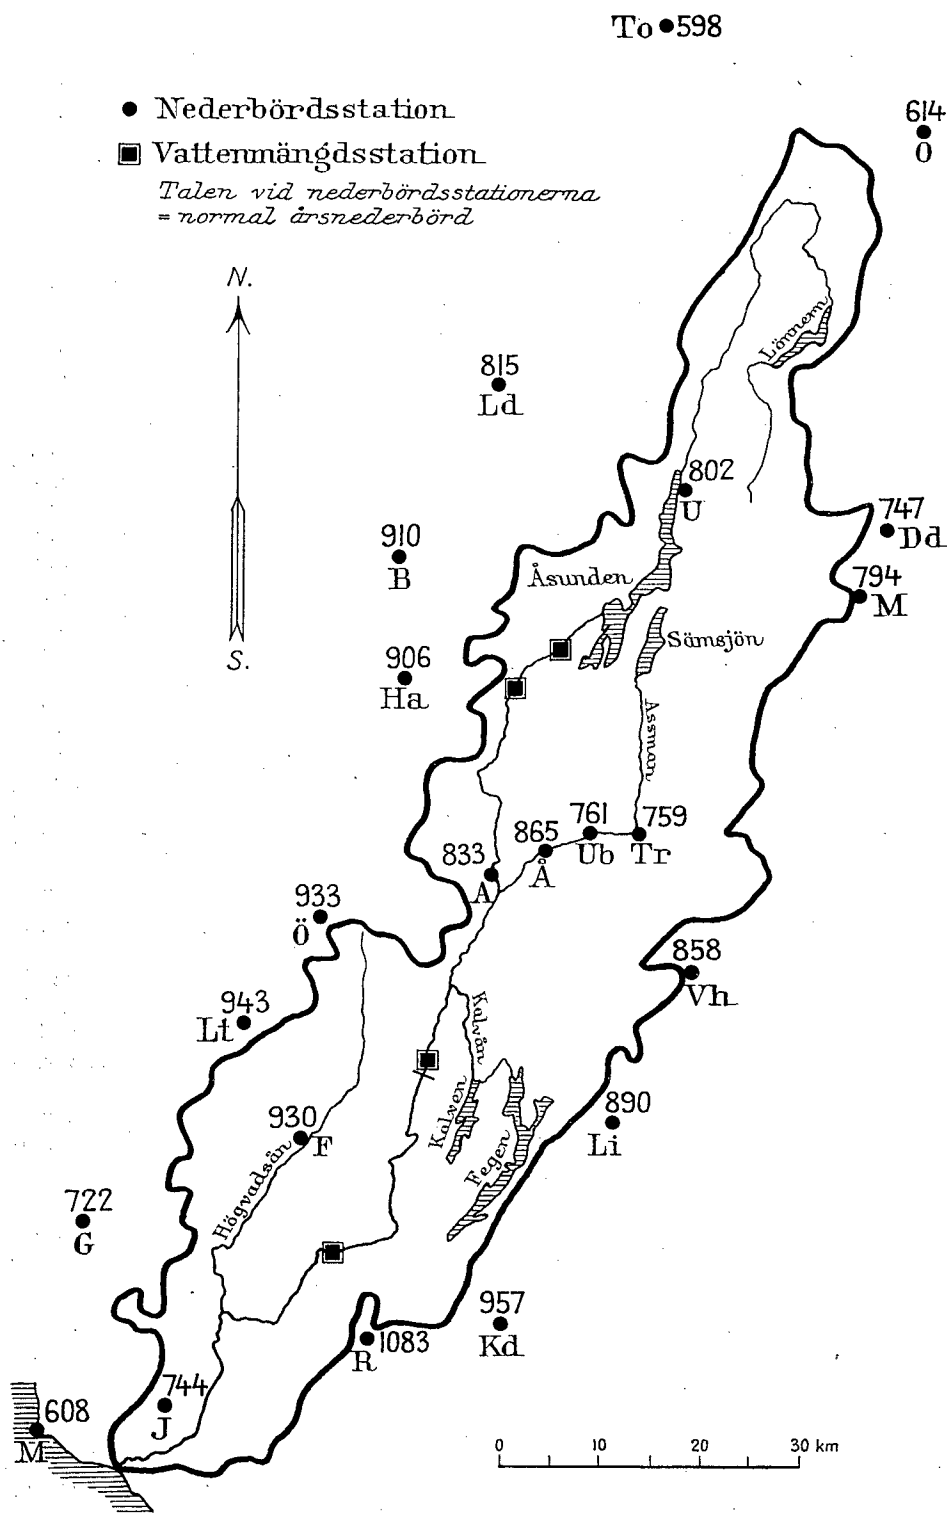 To 598
614
O
Nederbördsstation
Vattenmängdsstation
Talen vid nederbördsstationerna
= normal årsnederbörd
N.
S.
Lönnern
815
Ld
802
U
747
Dd
794
M
910
B
Åsunden
Sämsjön
906
Ha
Assman
865
Å
761
Ub
759
Tr
833
A
933
Ö
858
Vh
943
Lt
Kalvån
Kalven
Fegen
890
Li
930
F
Högvadsån
722
G
957
Kd
1083
R
744
J
608
M
0 10 20 30 km